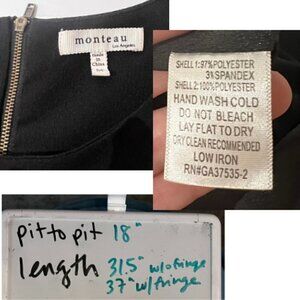 monteau
Los Angeles
made
in
China
SHELL 1: 97% POLYESTER
3% SPANDEX
SHELL 2: 100% POLYESTER
HAND WASH COLD
DO NOT BLEACH
LAY FLAT TO DRY
DRY CLEAN RECOMMENDED
LOW IRON
RN#GA37535-2
pit to pit 18"
length 31.5" w/o fringe
37" w/ fringe